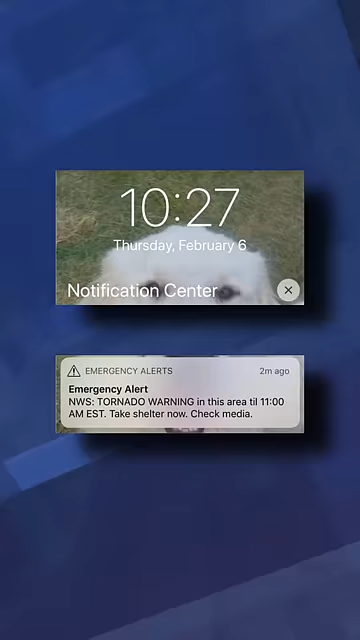 10:27
Thursday, February 6
Notification Center
EMERGENCY ALERTS
2m ago
Emergency Alert
NWS: TORNADO WARNING in this area til 11:00
AM EST. Take shelter now. Check media.